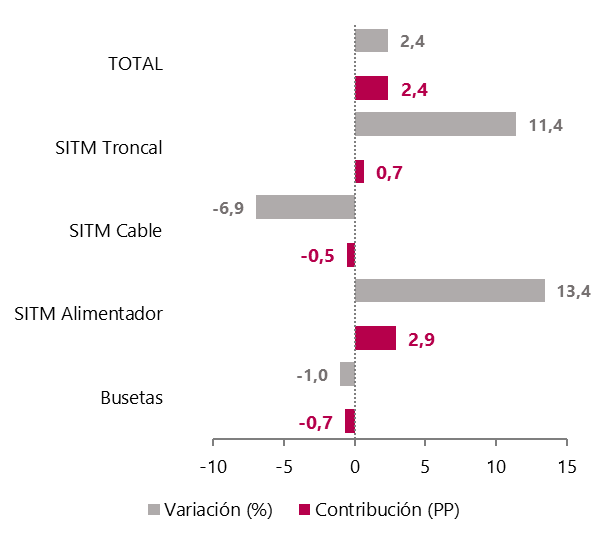 2,4
TOTAL
2,4
11,4
SITM Troncal
0,7
-6,9
SITM Cable
-0,5
13,4
SITM Alimentador
2,9
-1,0
Busetas
-0,7
-10 -5 0 5 10 15
Variación (%) Contribución (PP)